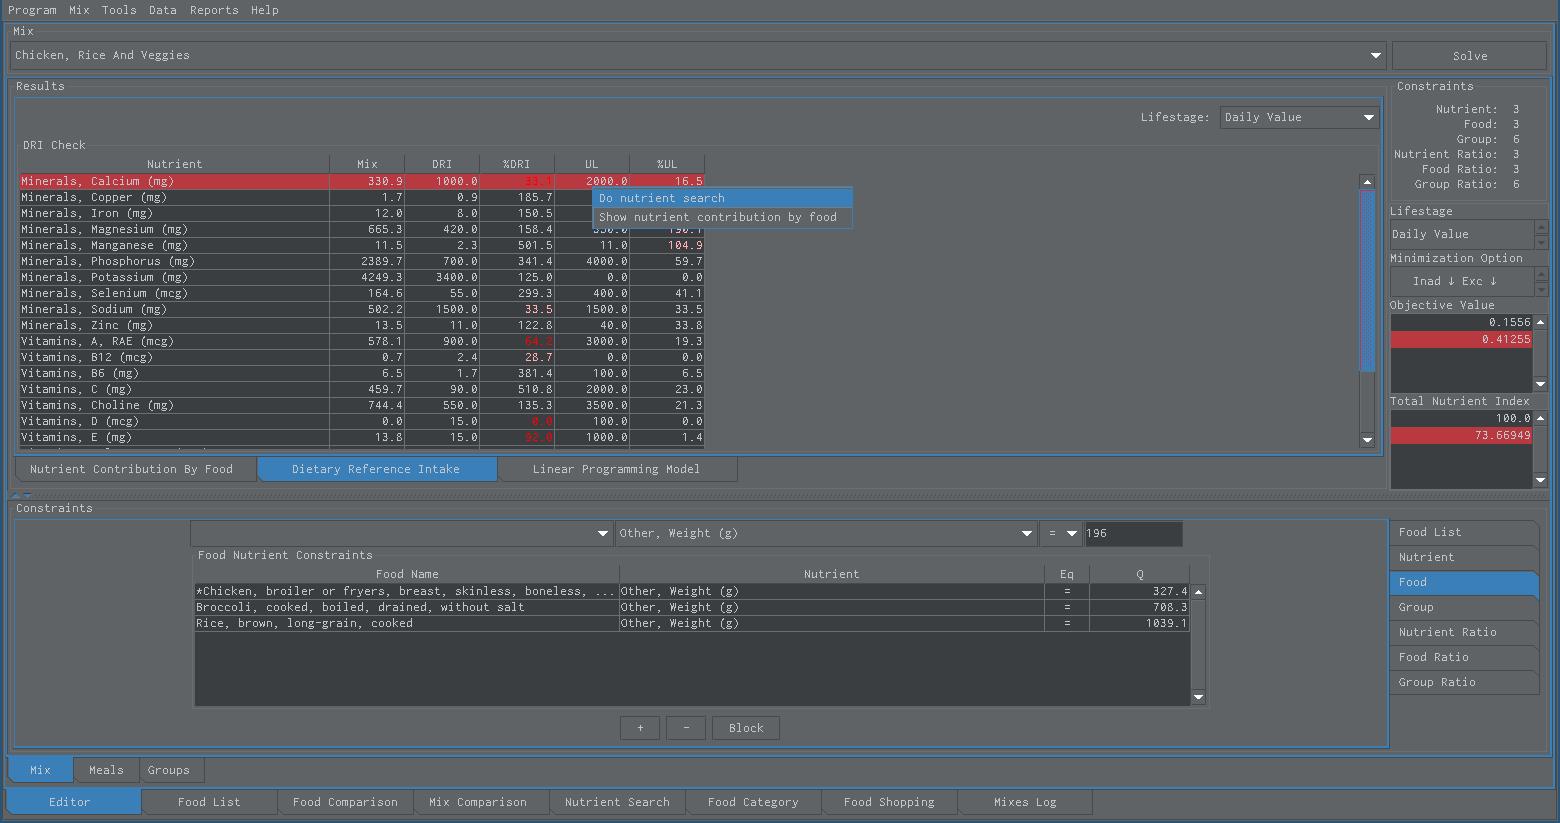 Program Mix Tools Data Reports Help
Mix
Chicken, Rice And Veggies
Solve
Results
Lifestage: Daily Value
DRI Check
Nutrient Mix DRI %DRI UL %UL
Minerals, Calcium (mg) 330.9 1000.0 33.1 2000.0 16.5
Minerals, Copper (mg) 1.7 0.9 185.7
Minerals, Iron (mg) 12.0 8.0 150.5
Minerals, Magnesium (mg) 665.3 420.0 158.4
Minerals, Manganese (mg) 11.5 2.3 501.5 11.0 104.9
Minerals, Phosphorus (mg) 2389.7 700.0 341.4 4000.0 59.7
Minerals, Potassium (mg) 4249.3 3400.0 125.0 0.0 0.0
Minerals, Selenium (mcg) 164.6 55.0 299.3 400.0 41.1
Minerals, Sodium (mg) 502.2 1500.0 33.5 1500.0 33.5
Minerals, Zinc (mg) 13.5 11.0 122.8 40.0 33.8
Vitamins, A, RAE (mcg) 578.1 900.0 64.2 3000.0 19.3
Vitamins, B12 (mcg) 0.7 2.4 28.7 0.0 0.0
Vitamins, B6 (mg) 6.5 1.7 381.4 100.0 6.5
Vitamins, C (mg) 459.7 90.0 510.8 2000.0 23.0
Vitamins, Choline (mg) 744.4 550.0 135.3 3500.0 21.3
Vitamins, D (mcg) 0.0 15.0 0.0 100.0 0.0
Vitamins, E (mg) 13.8 15.0 92.0 1000.0 1.4
Do nutrient search
Show nutrient contribution by food
Nutrient Contribution By Food
Dietary Reference Intake
Linear Programming Model
Constraints
Nutrient: 3
Food: 3
Group: 6
Nutrient Ratio: 3
Food Ratio: 3
Group Ratio: 6
Lifestage
Daily Value
Minimization Option
Inad ↓ Exc ↓
Objective Value
0.1556
0.41255
Total Nutrient Index
100.0
73.66949
Constraints
Other, Weight (g) = 196
Food Nutrient Constraints
Food Name Nutrient Eq Q
*Chicken, broiler or fryers, breast, skinless, boneless, ... Other, Weight (g) = 327.4
Broccoli, cooked, boiled, drained, without salt Other, Weight (g) = 708.3
Rice, brown, long-grain, cooked Other, Weight (g) = 1039.1
+ - Block
Food List
Nutrient
Food
Group
Nutrient Ratio
Food Ratio
Group Ratio
Mix Meals Groups
Editor Food List Food Comparison Mix Comparison Nutrient Search Food Category Food Shopping Mixes Log